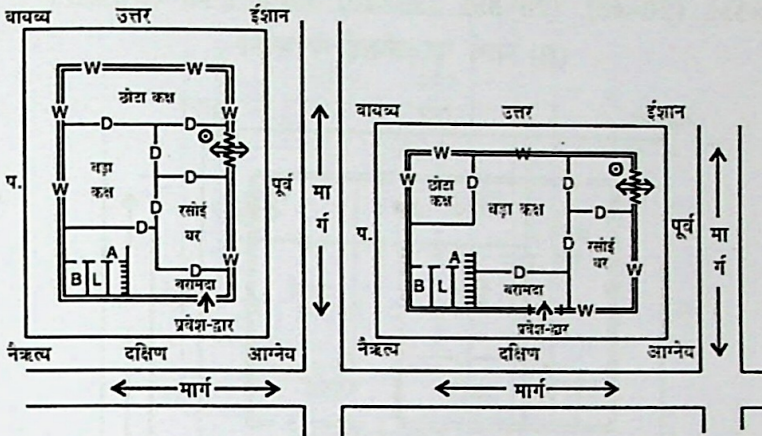 वायव्य उत्तर ईशान
W W
छोटा कक्ष
W W
D D
D
बड़ा कक्ष
W
D
D
रसोई घर
प. पूर्व
D
W
A
B L
D
बरामदा
प्रवेश-द्वार
नैऋत्य दक्षिण आग्नेय
मार्ग
मार्ग
वायव्य उत्तर ईशान
W W
W W
छोटा कक्ष
D
D
बड़ा कक्ष
D
प. पूर्व
D
रसोई घर
W
A
B L
D
बरामदा
W
प्रवेश-द्वार
नैऋत्य दक्षिण आग्नेय
मार्ग
मार्ग